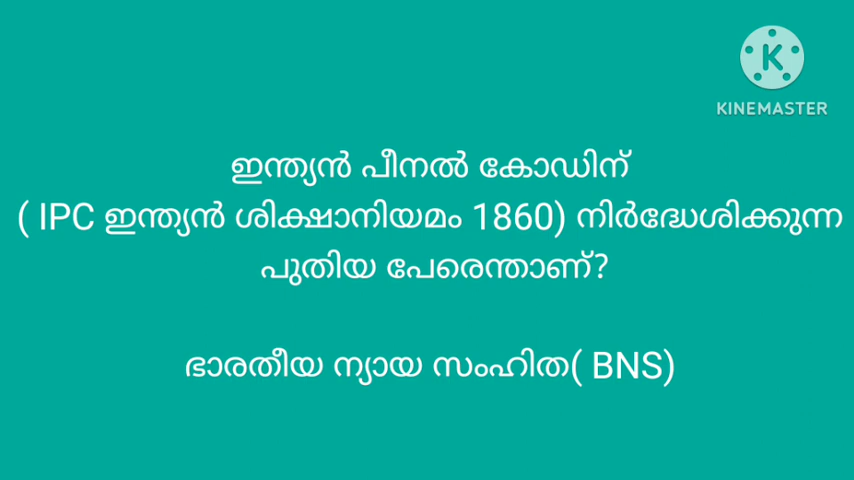 KINEMASTER
ഇന്ത്യൻ പീനൽ കോഡിന്
( IPC ഇന്ത്യൻ ശിക്ഷാനിയമം 1860) നിർദ്ധേശിക്കുന്ന
പുതിയ പേരെന്താണ്?
ഭാരതീയ ന്യായ സംഹിത( BNS)